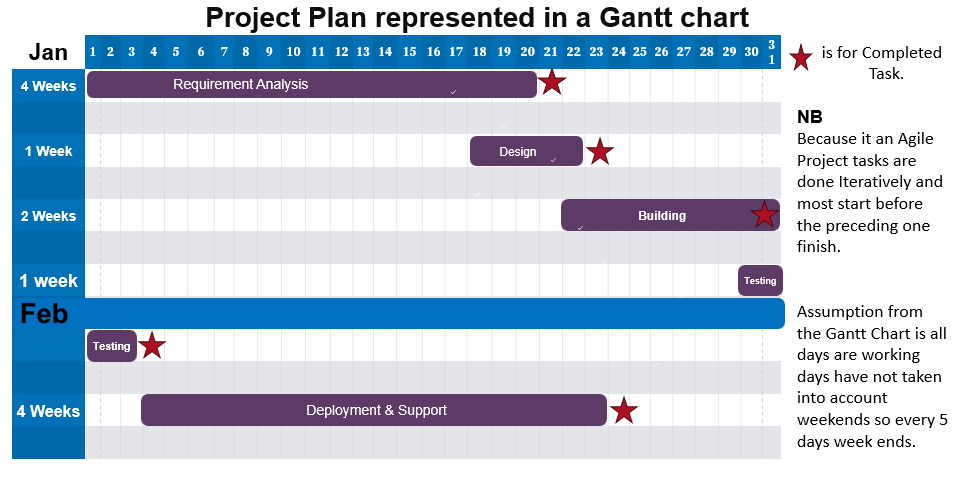 Project Plan represented in a Gantt chart
Jan 1 2 3 4 5 6 7 8 9 10 11 12 13 14 15 16 17 18 19 20 21 22 23 24 25 26 27 28 29 30 31
is for Completed
Task.
4 Weeks Requirement Analysis
NB
Because it an Agile
Project tasks are
done Iteratively and
most start before
the preceding one
finish.
1 Week Design
2 Weeks Building
1 week Testing
Feb
Assumption from
the Gantt Chart is all
days are working
days have not taken
into account
weekends so every 5
days week ends.
Testing
4 Weeks Deployment & Support